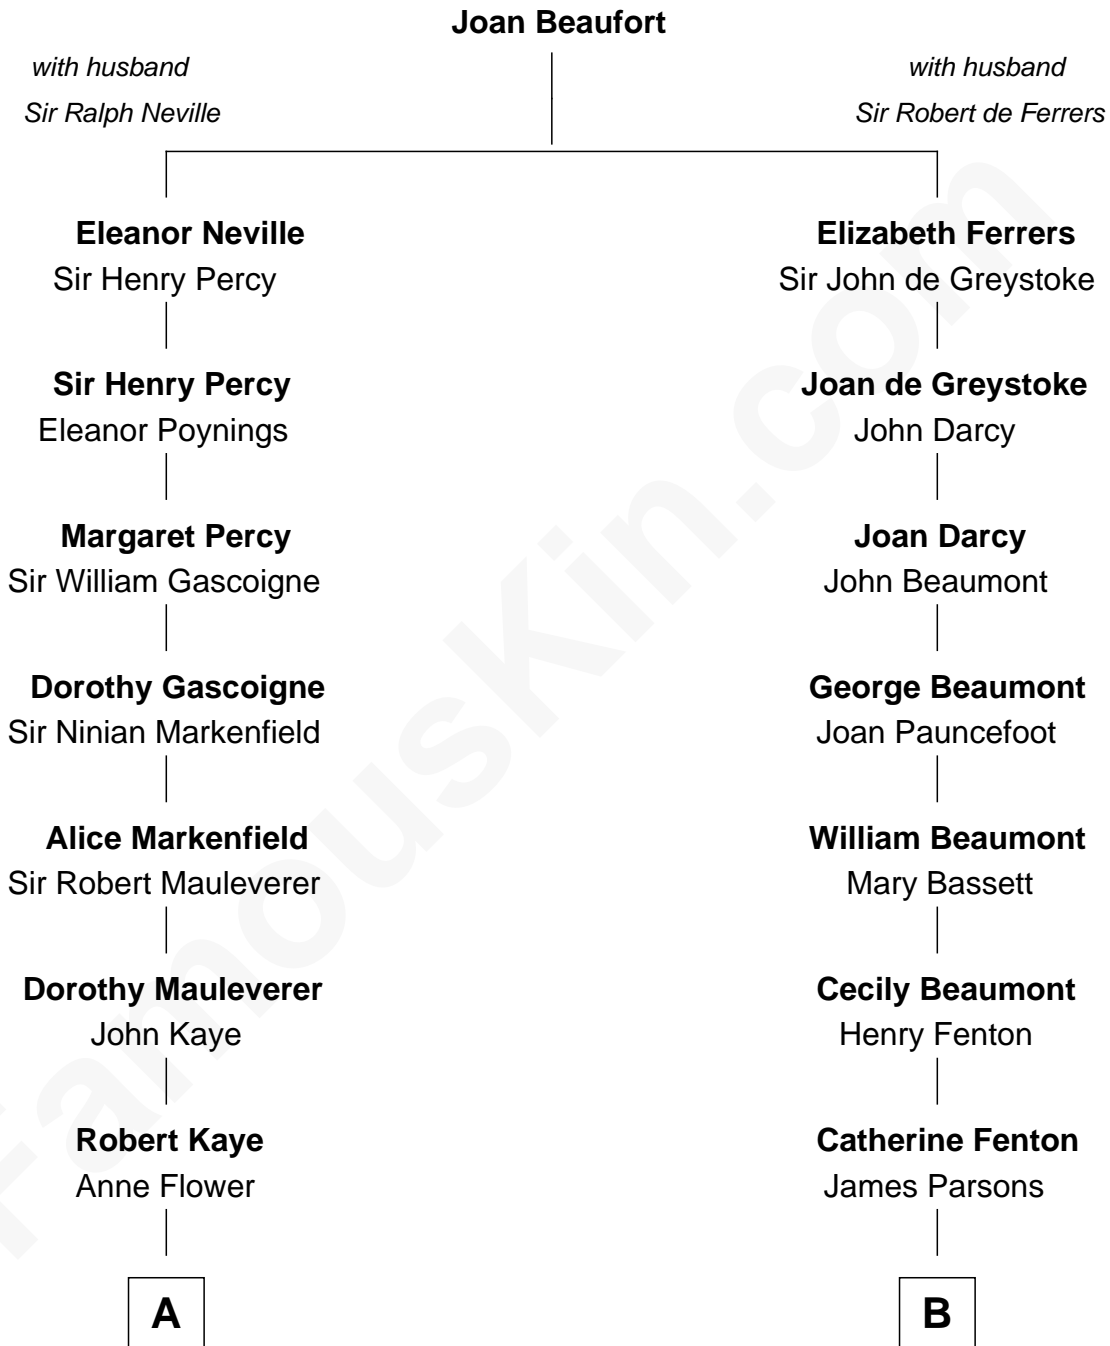 Joan Beaufort
with husband
Sir Ralph Neville
with husband
Sir Robert de Ferrers
Eleanor Neville
Sir Henry Percy
Elizabeth Ferrers
Sir John de Greystoke
Sir Henry Percy
Eleanor Poynings
Joan de Greystoke
John Darcy
Margaret Percy
Sir William Gascoigne
Joan Darcy
John Beaumont
Dorothy Gascoigne
Sir Ninian Markenfield
George Beaumont
Joan Pauncefoot
Alice Markenfield
Sir Robert Mauleverer
William Beaumont
Mary Bassett
Dorothy Mauleverer
John Kaye
Cecily Beaumont
Henry Fenton
Robert Kaye
Anne Flower
Catherine Fenton
James Parsons
A
B
FamousKin.com